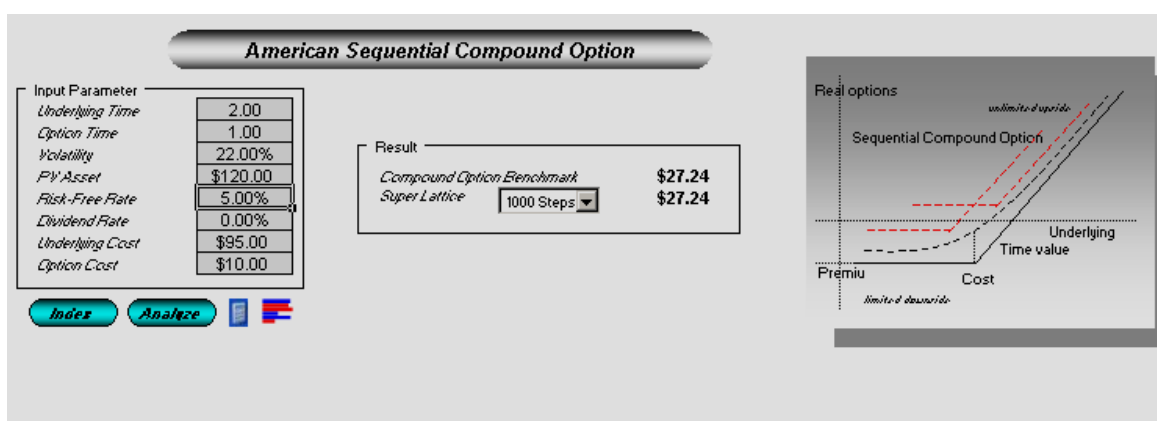 American Sequential Compound Option
Input Parameter
Underlying Time 2.00
Option Time 1.00
Volatility 22.00%
PV Asset $120.00
Risk-Free Rate 5.00%
Dividend Rate 0.00%
Underlying Cost $95.00
Option Cost $10.00
Index Analyze
Result
Compound Option Benchmark $27.24
Super Lattice 1000 Steps $27.24
Real options
unlimited upside
Sequential Compound Option
Underlying
Time value
Premiu
Cost
limited downside